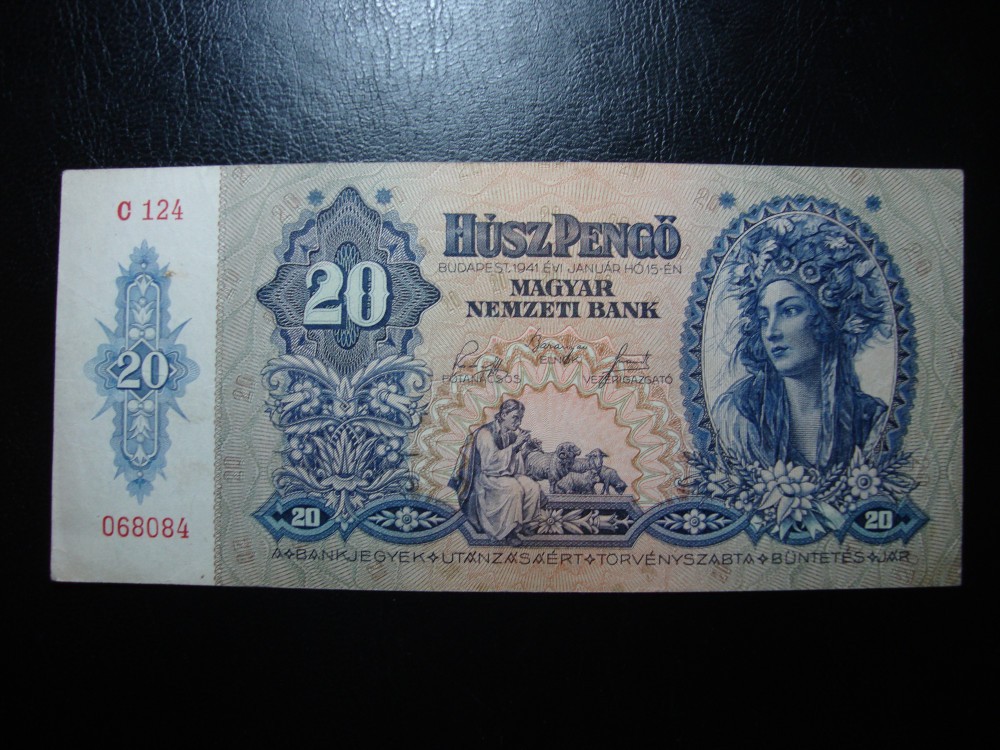 C 124
20
068084
20
HÚSZ PENGŐ
BUDAPEST, 1941. ÉVI JANUÁR HÓ 15-ÉN
MAGYAR
NEMZETI BANK
ELNÖK
FŐTANÁCSOS
VEZÉRIGAZGATÓ
20
20
A BANKJEGYEK UTÁNZÁSÁÉRT TÖRVÉNYSZABTA BÜNTETÉS JÁR